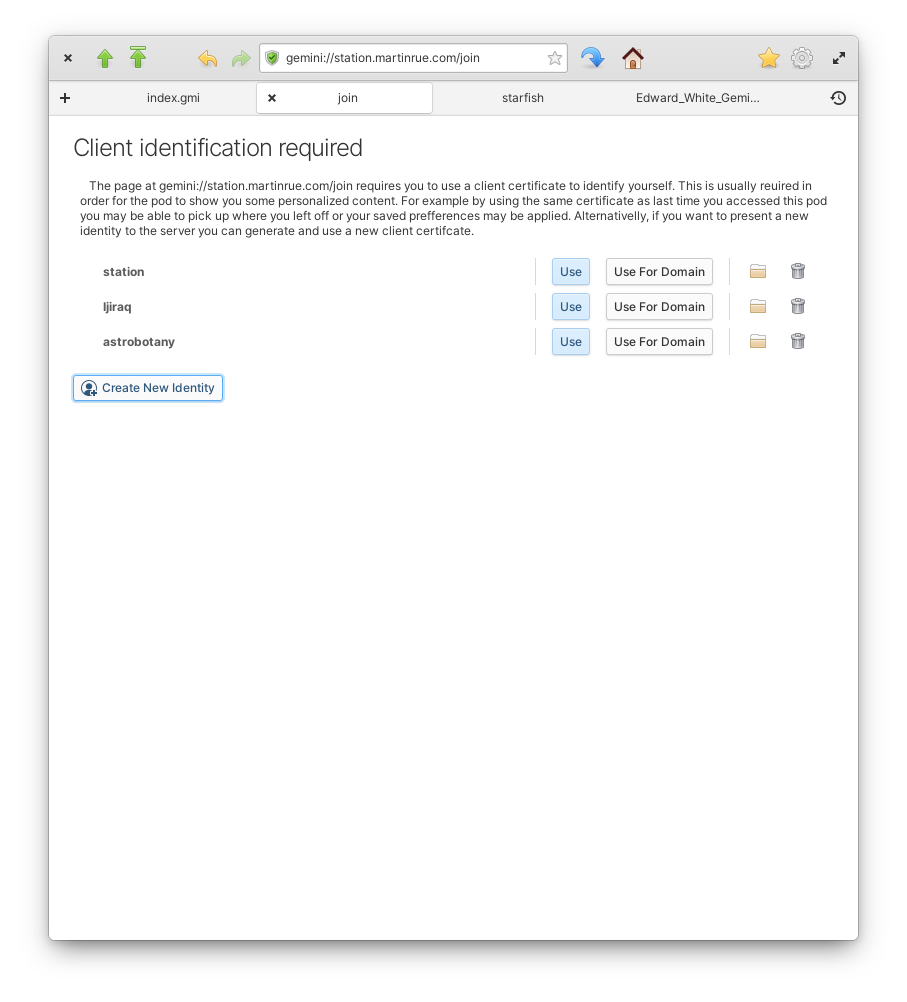 gemini://station.martinrue.com/join
index.gmi
join
starfish
Edward_White_Gemi...
Client identification required
The page at gemini://station.martinrue.com/join requires you to use a client certificate to identify yourself. This is usually reuired in
order for the pod to show you some personalized content. For example by using the same certificate as last time you accessed this pod
you may be able to pick up where you left off or your saved prefferences may be applied. Alternativelly, if you want to present a new
identity to the server you can generate and use a new client certifcate.
station Use Use For Domain
ljiraq Use Use For Domain
astrobotany Use Use For Domain
Create New Identity